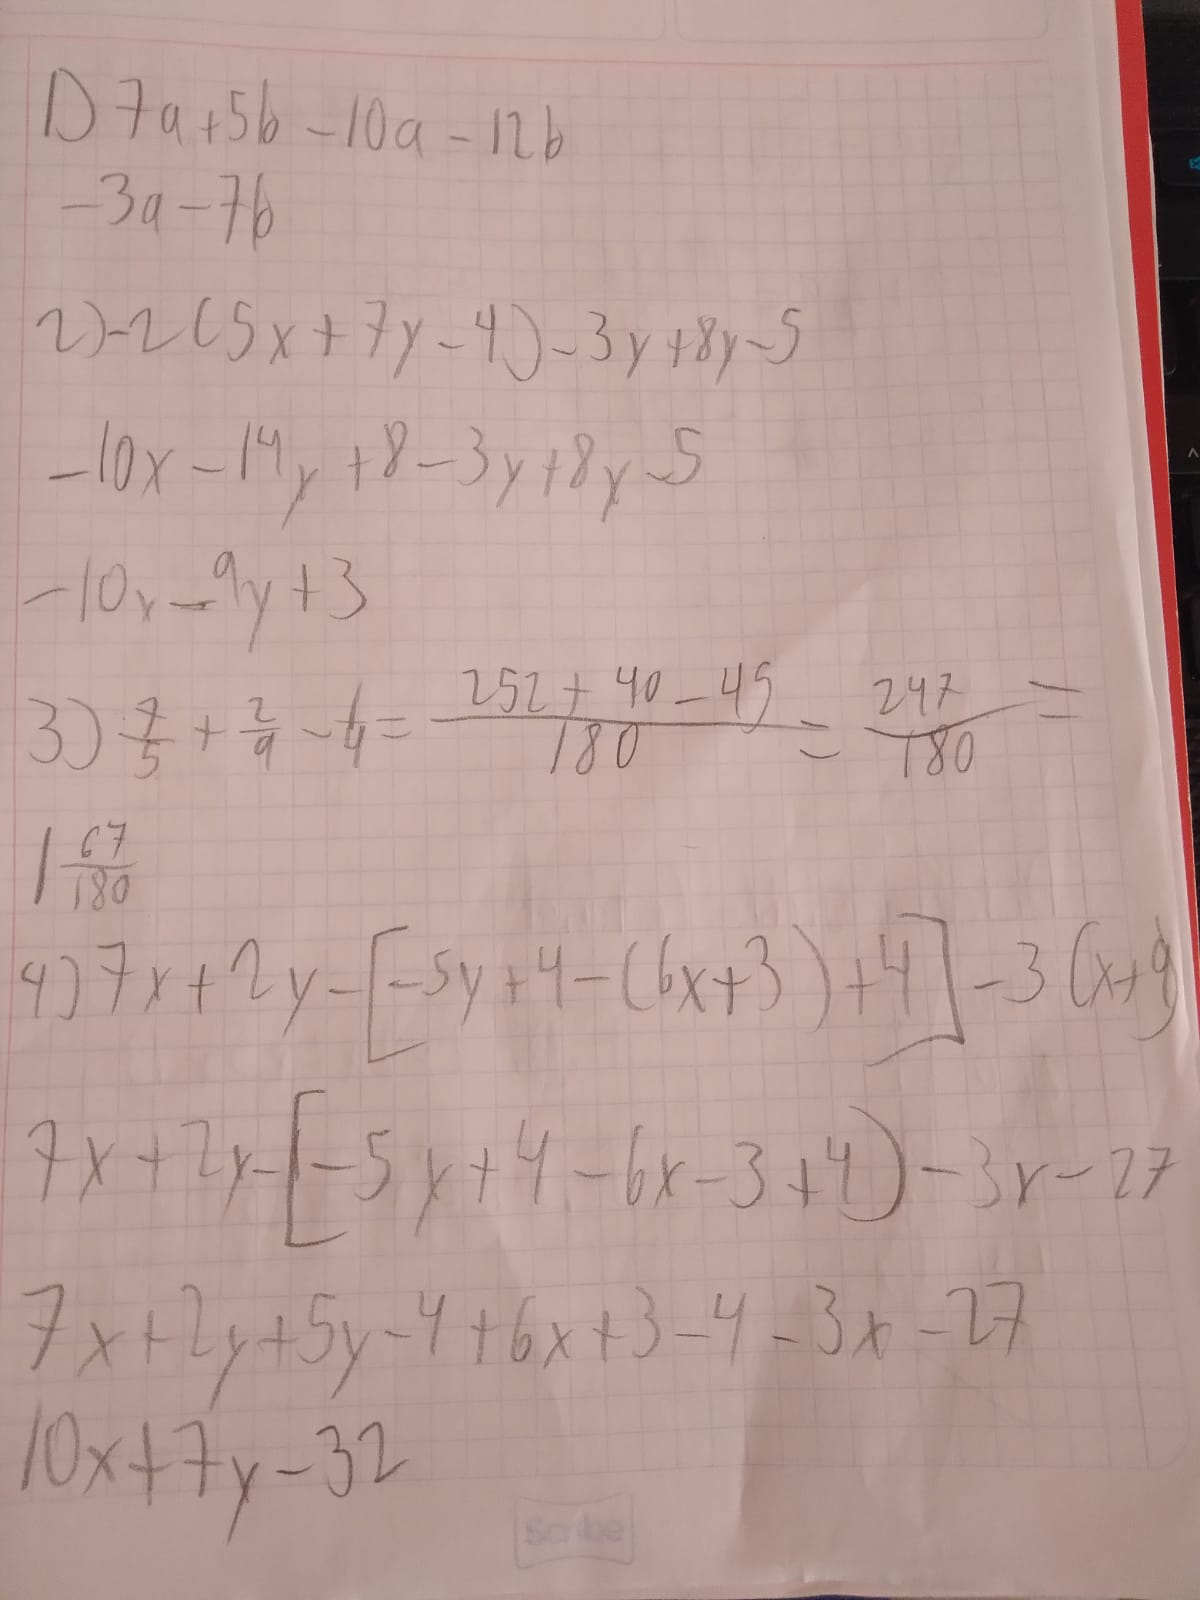 1) 7a+5b-10a-12b
-3a-7b
2)-2(5x+7y-4)-3y+8y-5
-10x-14y+8-3y+8y-5
-10x-9y+3
3) 7/5 + 2/9 - 1/4 = 252+40-45/180 = 247/180 =
1 67/180
4) 7x+2y-[-5y+4-(6x+3)+4]-3(x+9)
7x+2y-[-5y+4-6x-3+4)-3x-27
7x+2y+5y-4+6x+3-4-3x-27
10x+7y-32
Scribe